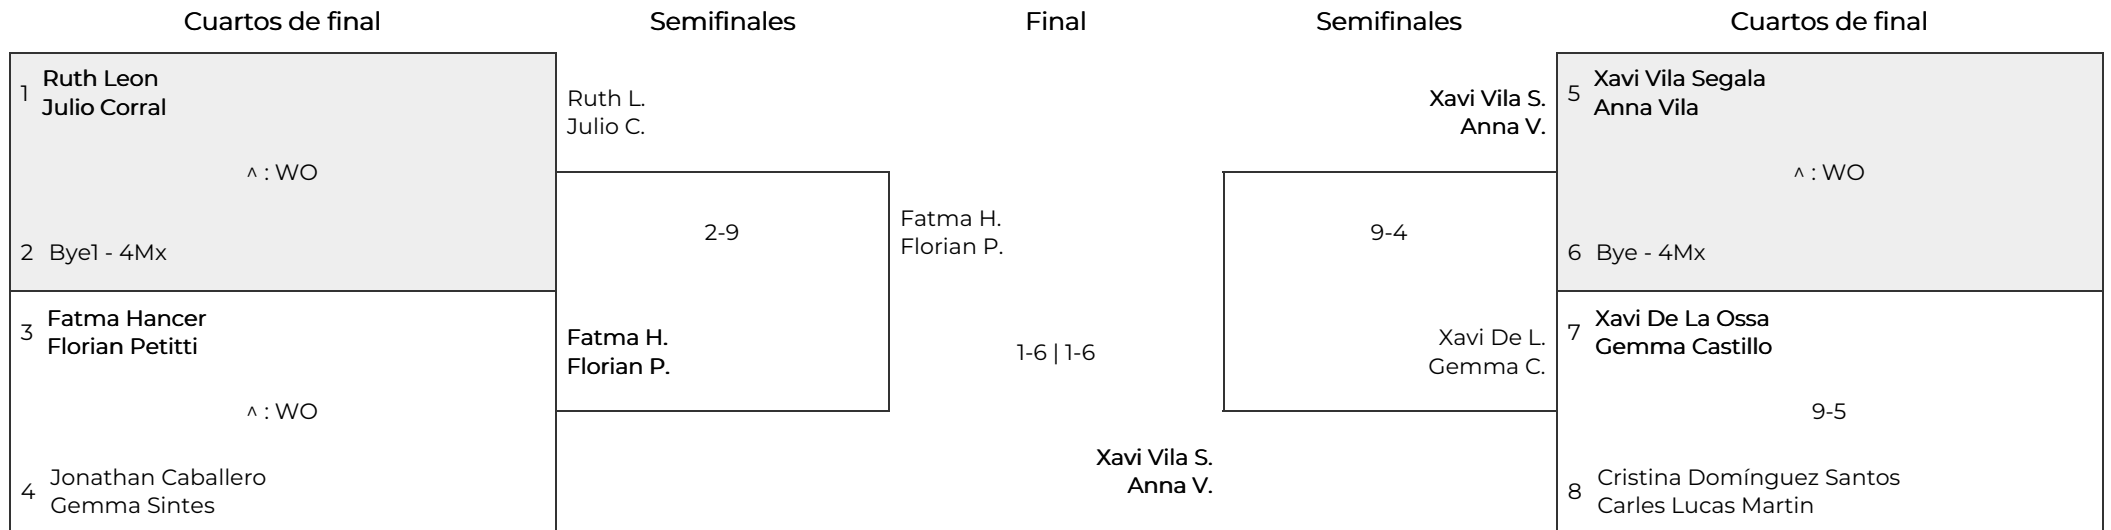 Cuartos de final
Semifinales
Final
Semifinales
Cuartos de final
1
Ruth Leon
Julio Corral
^ : WO
2 Bye1 - 4Mx
3
Fatma Hancer
Florian Petitti
^ : WO
4
Jonathan Caballero
Gemma Sintes
Ruth L.
Julio C.
2-9
Fatma H.
Florian P.
Fatma H.
Florian P.
1-6 | 1-6
Xavi Vila S.
Anna V.
Xavi Vila S.
Anna V.
9-4
Xavi De L.
Gemma C.
5
Xavi Vila Segala
Anna Vila
^ : WO
6 Bye - 4Mx
7
Xavi De La Ossa
Gemma Castillo
9-5
8
Cristina Domínguez Santos
Carles Lucas Martin